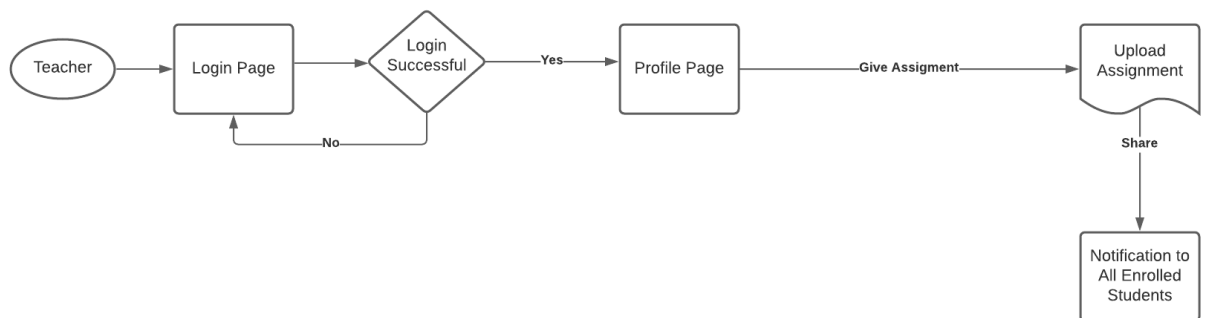 Teacher
Login Page
Login
Successful
Yes
No
Profile Page
Give Assigment
Upload
Assignment
Share
Notification to
All Enrolled
Students